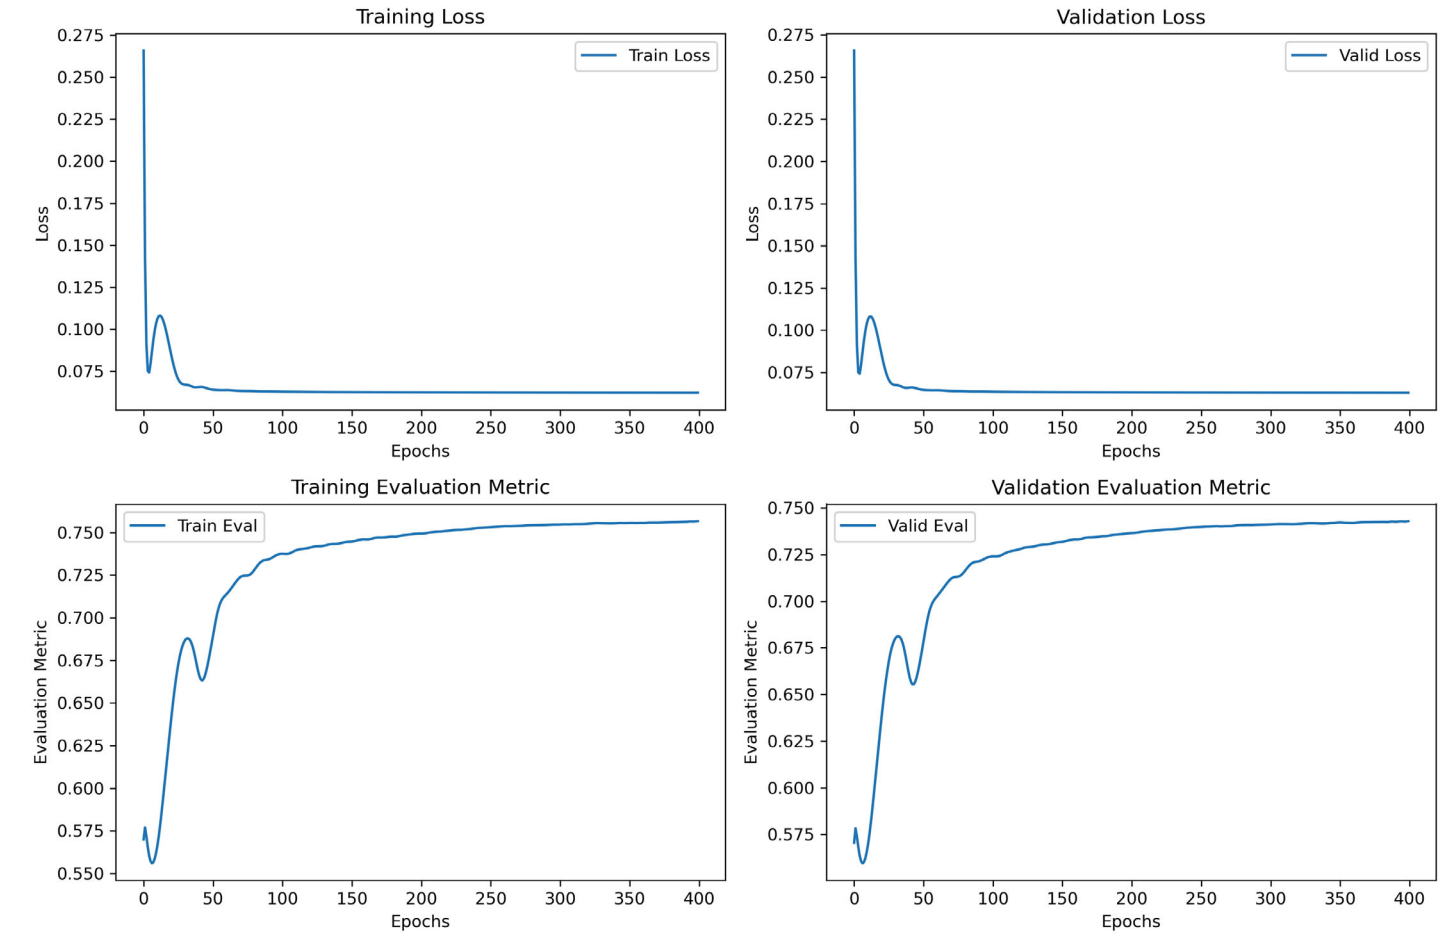 Training Loss
0.275
0.250
0.225
0.200
0.175
0.150
0.125
0.100
0.075
Loss
Train Loss
0 50 100 150 200 250 300 350 400
Epochs
Validation Loss
0.275
0.250
0.225
0.200
0.175
0.150
0.125
0.100
0.075
Loss
Valid Loss
0 50 100 150 200 250 300 350 400
Epochs
Training Evaluation Metric
0.750
0.725
0.700
0.675
0.650
0.625
0.600
0.575
0.550
Evaluation Metric
Train Eval
0 50 100 150 200 250 300 350 400
Epochs
Validation Evaluation Metric
0.750
0.725
0.700
0.675
0.650
0.625
0.600
0.575
Evaluation Metric
Valid Eval
0 50 100 150 200 250 300 350 400
Epochs